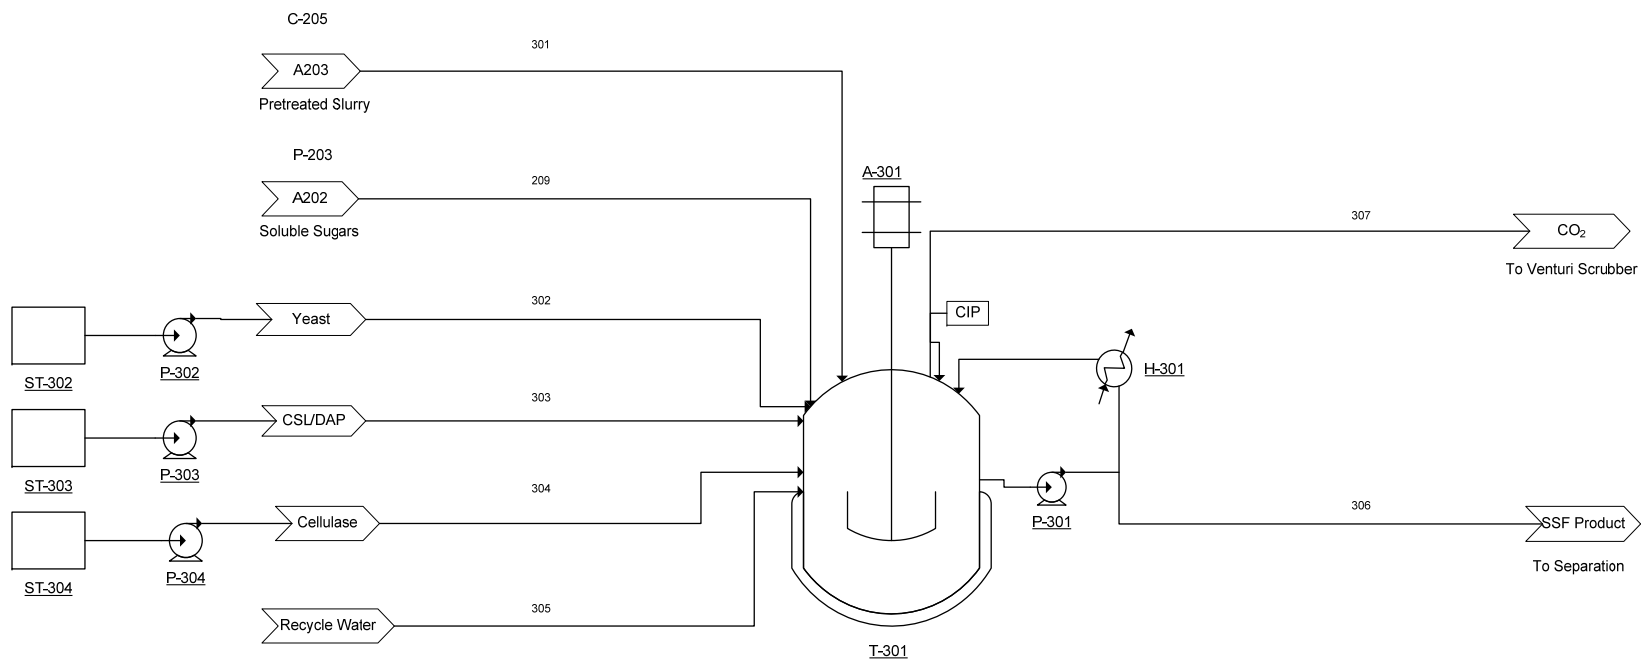 C-205
301
A203
Pretreated Slurry
P-203
A-301
209
A202
Soluble Sugars
307
CO₂
To Venturi Scrubber
302
Yeast
CIP
ST-302
P-302
H-301
303
CSL/DAP
ST-303
P-303
304
Cellulase
P-301
306
SSF Product
To Separation
ST-304
P-304
305
Recycle Water
T-301